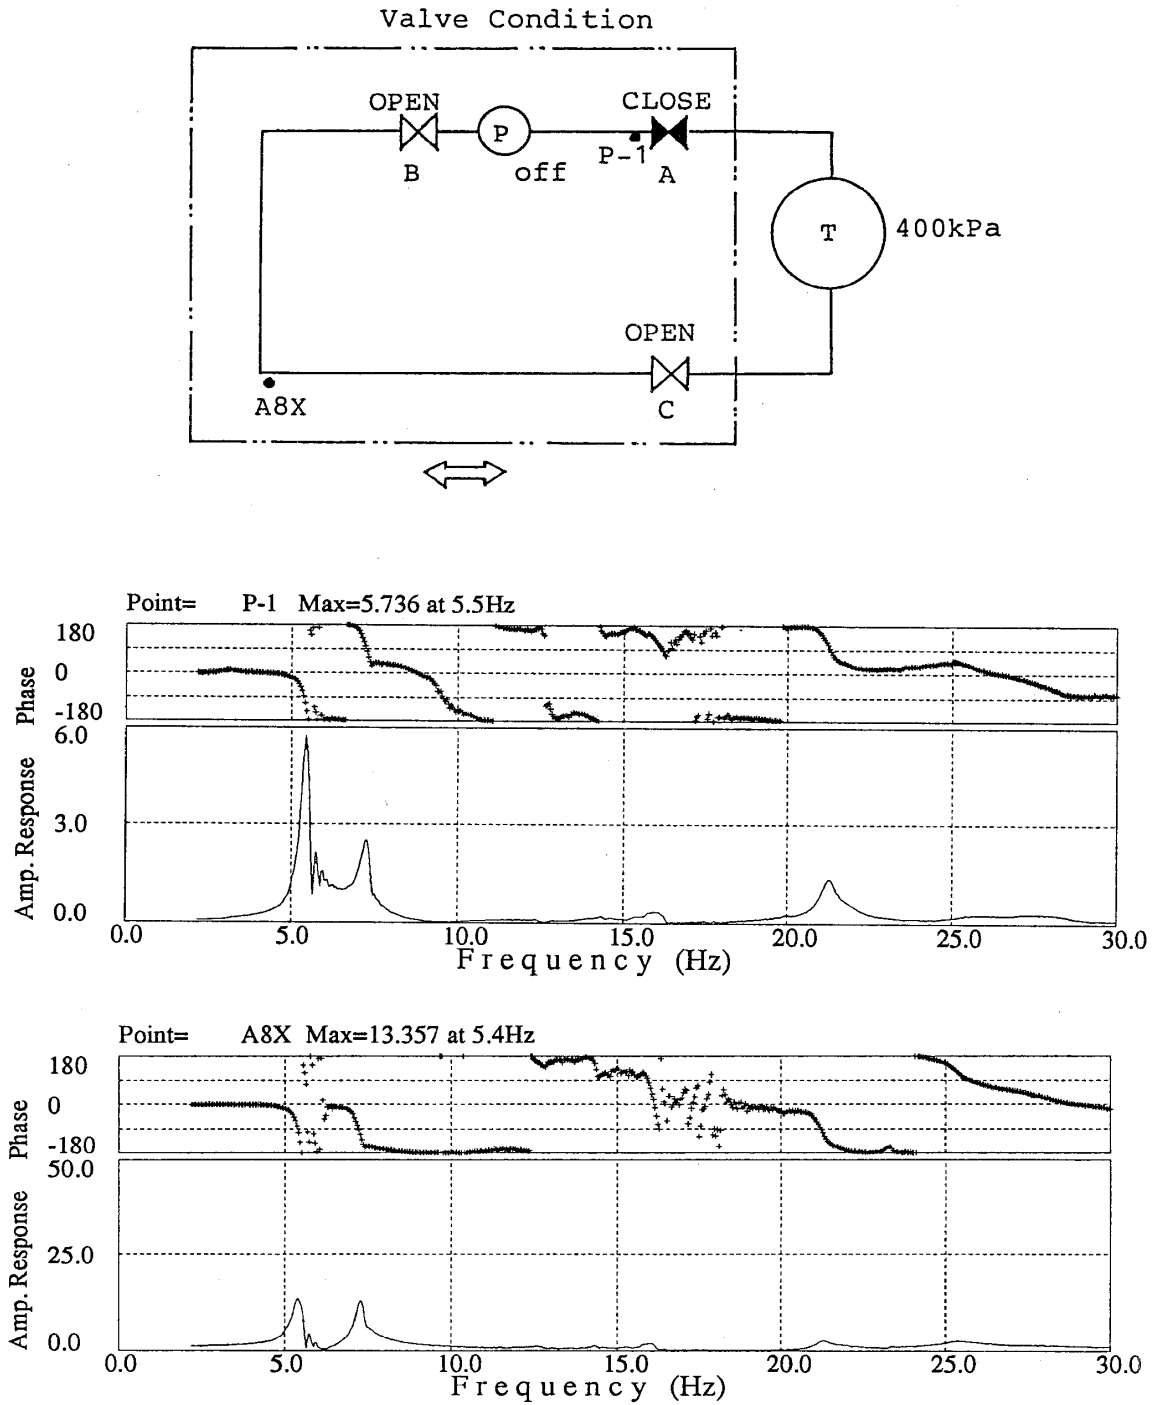 Valve Condition
OPEN CLOSE
P
P-1
B off A
T 400kPa
OPEN
A8X C
Point= P-1 Max=5.736 at 5.5Hz
180
0
-180
Phase
6.0
3.0
0.0
Amp. Response
0.0 5.0 10.0 15.0 20.0 25.0 30.0
Frequency (Hz)
Point= A8X Max=13.357 at 5.4Hz
180
0
-180
Phase
50.0
25.0
0.0
Amp. Response
0.0 5.0 10.0 15.0 20.0 25.0 30.0
Frequency (Hz)